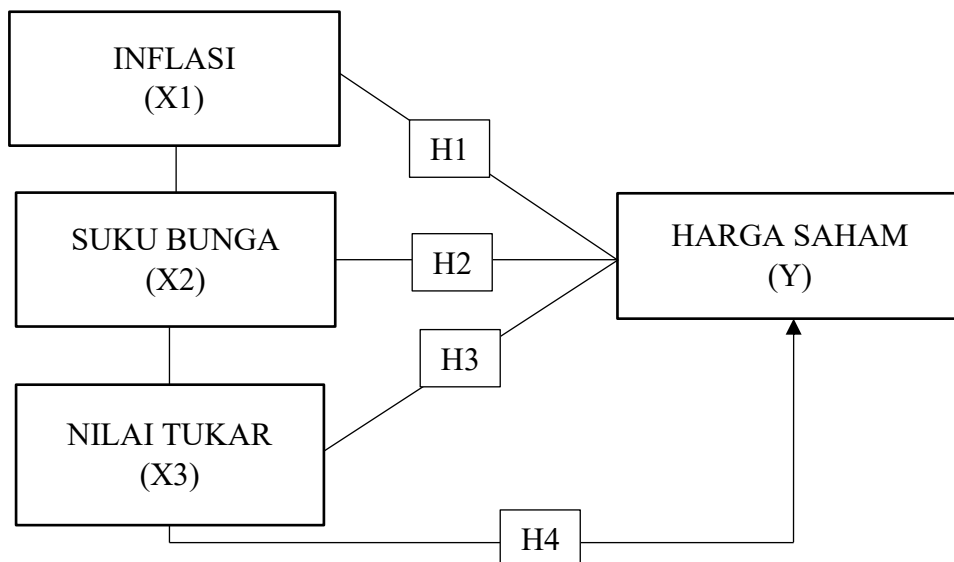 INFLASI
(X1)
H1
SUKU BUNGA
(X2)
H2
HARGA SAHAM
(Y)
H3
NILAI TUKAR
(X3)
H4